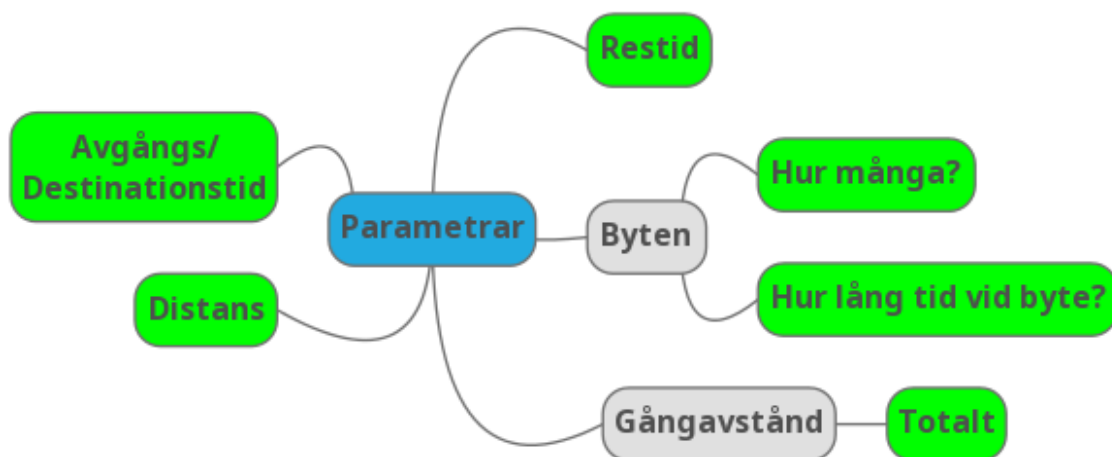 Restid
Avgångs/
Destinationstid
Hur många?
Parametrar
Byten
Distans
Hur lång tid vid byte?
Gångavstånd
Totalt